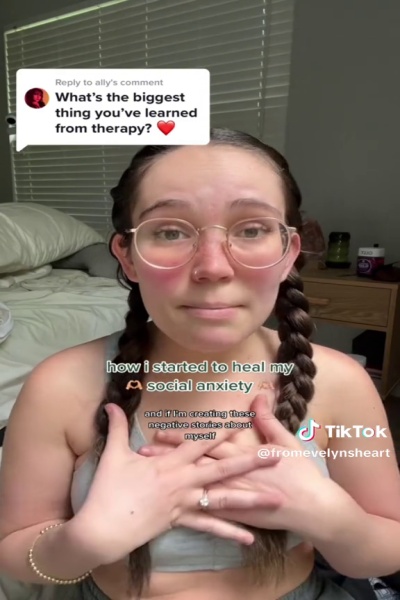 Reply to ally's comment
What's the biggest
thing you've learned
from therapy? ❤️
how i started to heal my
🫶🏼 social anxiety 🫶🏼
and if I'm creating these
negative stories about
myself
TikTok
@fromevelynsheart